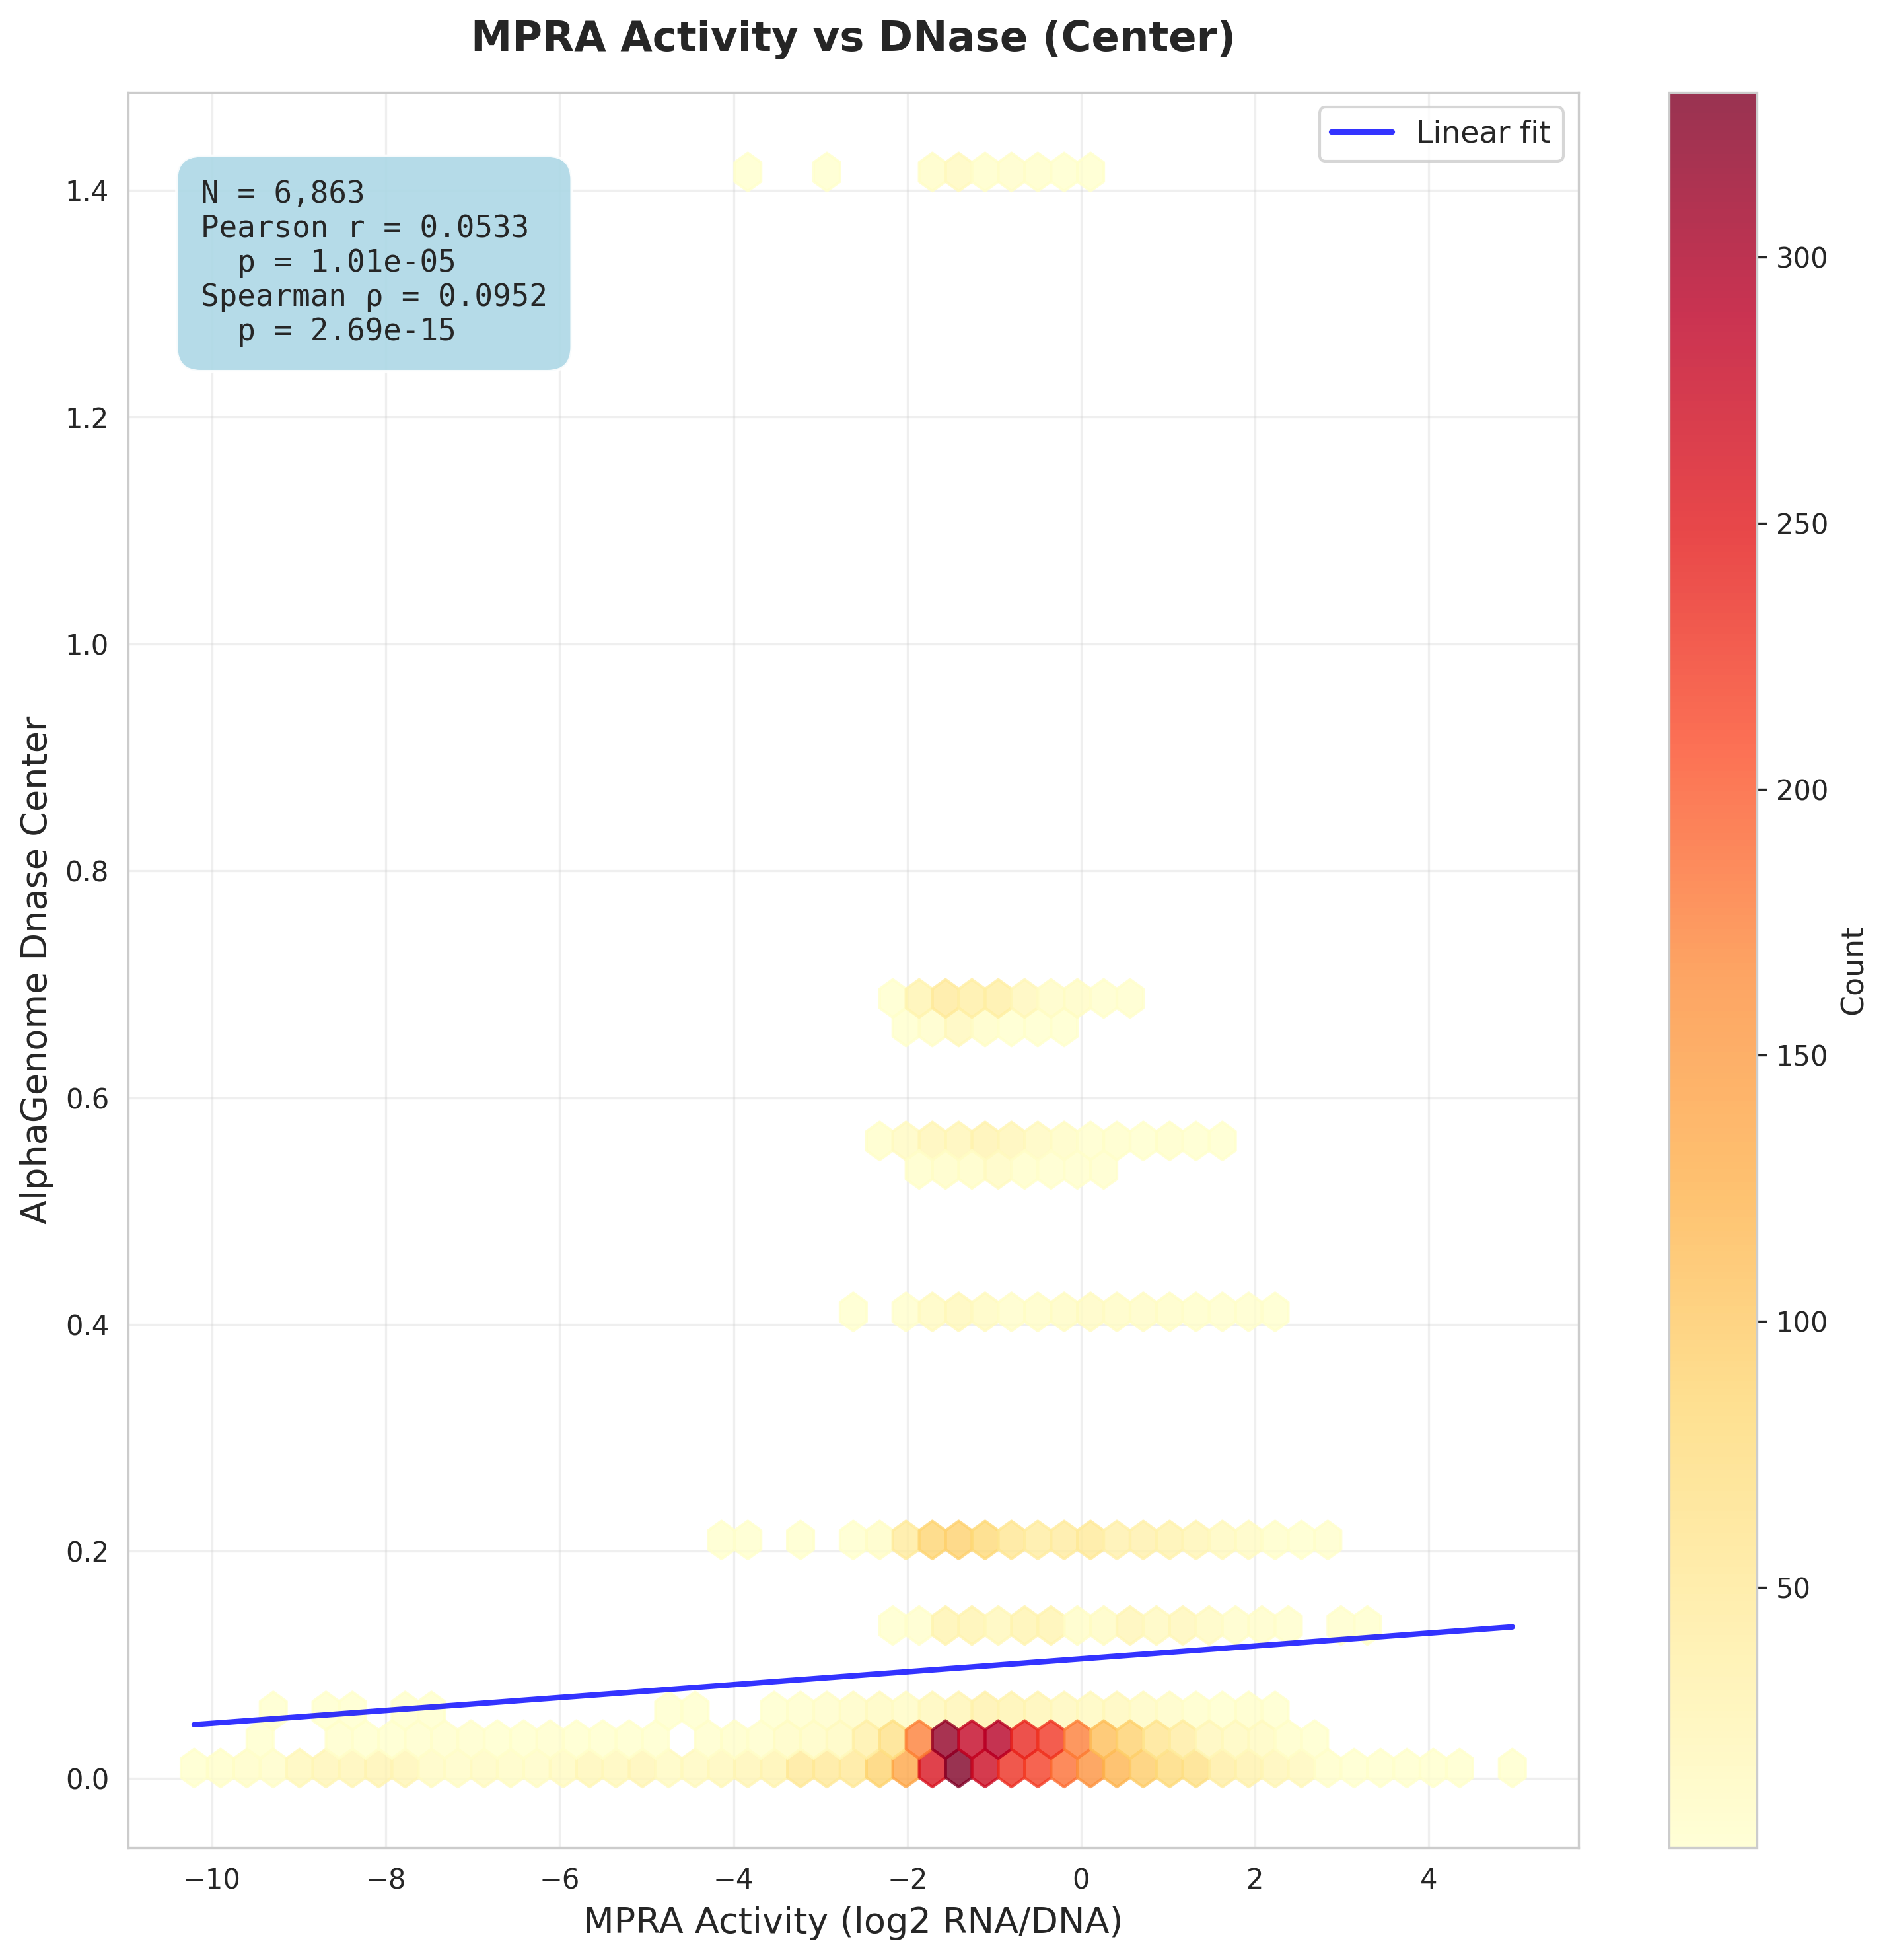 MPRA Activity vs DNase (Center)
Linear fit
N = 6,863
Pearson r = 0.0533
p = 1.01e-05
Spearman ρ = 0.0952
p = 2.69e-15
1.4
1.2
1.0
0.8
0.6
0.4
0.2
0.0
AlphaGenome Dnase Center
−10
−8
−6
−4
−2
0
2
4
MPRA Activity (log2 RNA/DNA)
300
250
200
150
100
50
Count